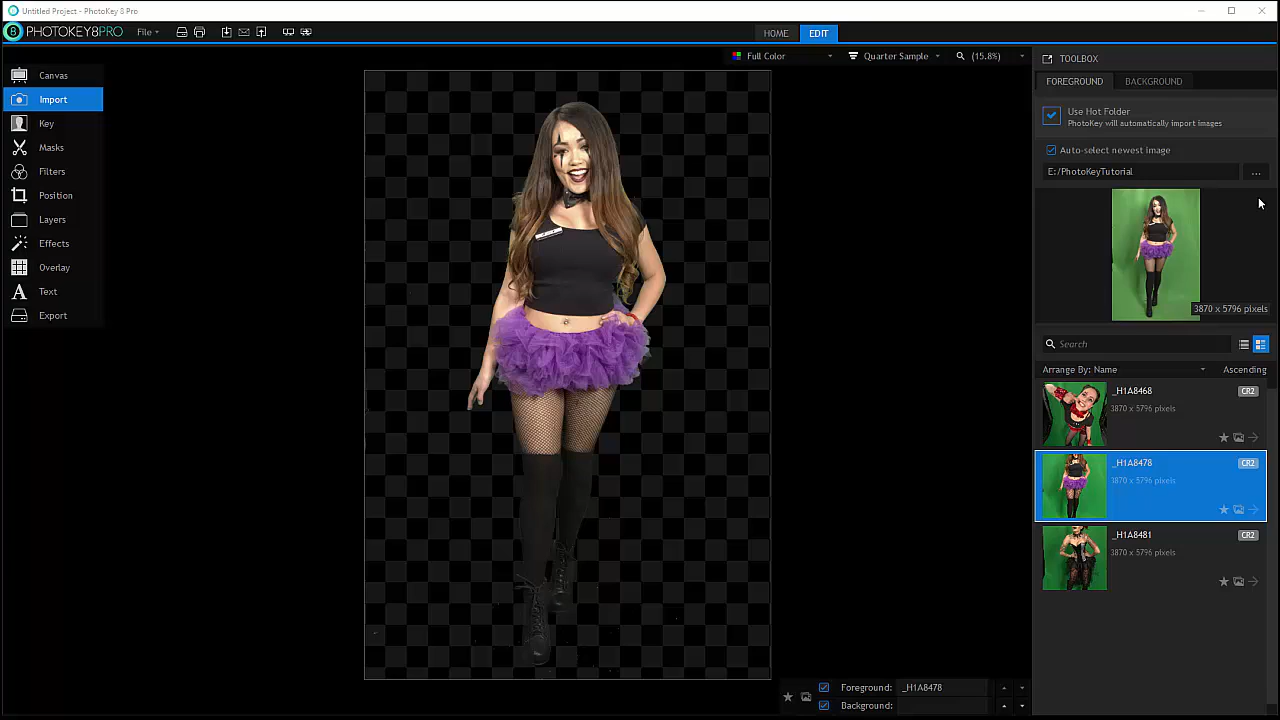 Untitled Project - PhotoKey 8 Pro
8 PHOTOKEY8PRO File HOME EDIT
Full Color Quarter Sample (15.8%)
TOOLBOX
FOREGROUND BACKGROUND
Canvas
Import
Key
Masks
Filters
Position
Layers
Effects
Overlay
A Text
Export
Use Hot Folder
PhotoKey will automatically import images
Auto-select newest image
E:/PhotoKeyTutorial ...
3870 x 5796 pixels
Search
Arrange By: Name Ascending
_H1A8468 CR2
3870 x 5796 pixels
_H1A8478 CR2
3870 x 5796 pixels
_H1A8481 CR2
3870 x 5796 pixels
Foreground: _H1A8478
Background: